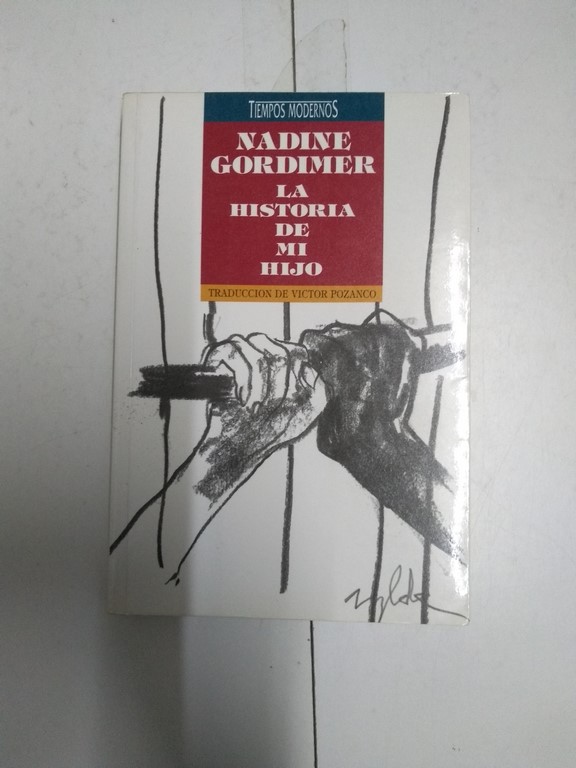 TIEMPOS MODERNOS
NADINE
GORDIMER
LA
HISTORIA
DE
MI
HIJO
TRADUCCION DE VICTOR POZANCO